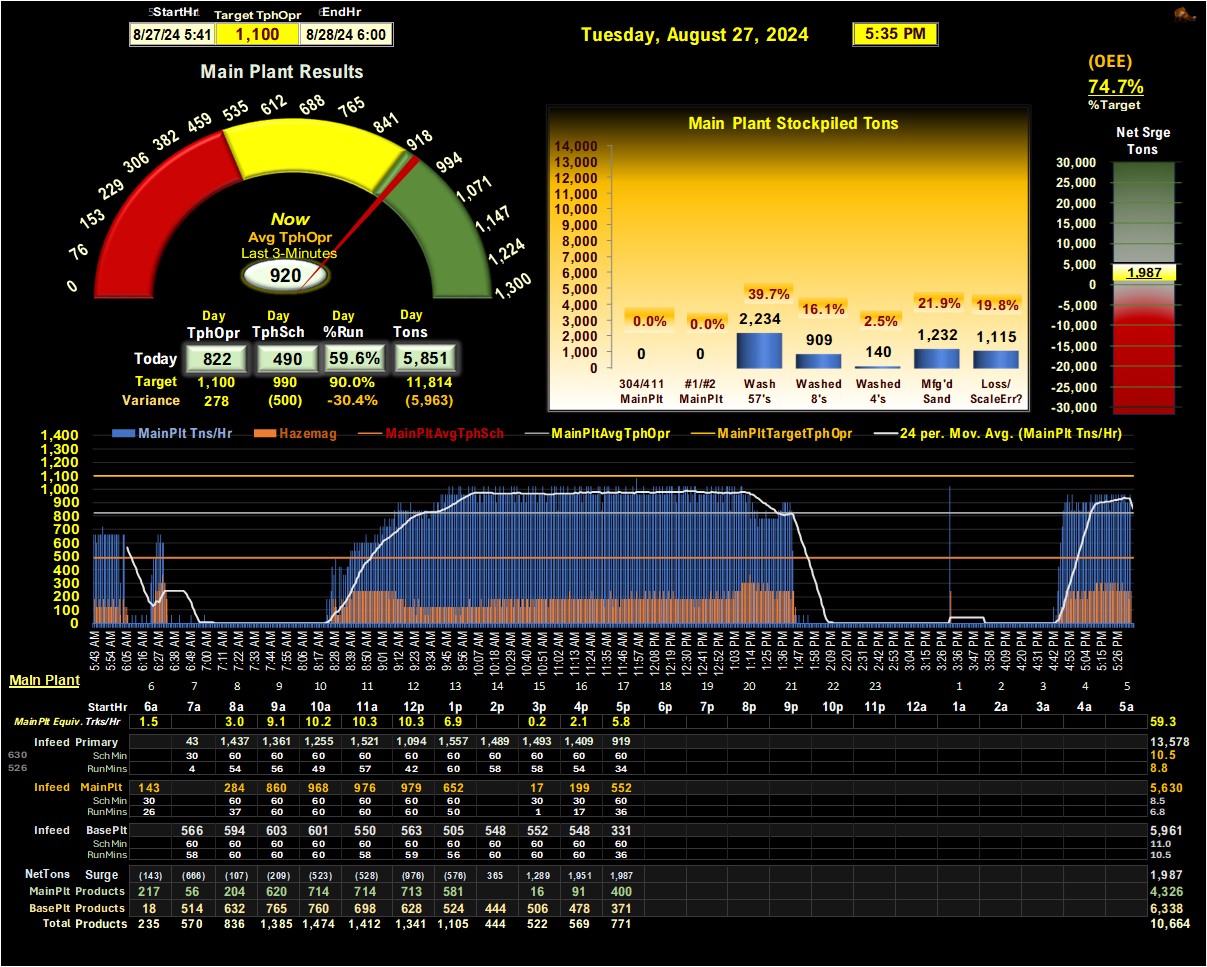 StartHr Target TphOpr EndHr
8/27/24 5:41 1,100 8/28/24 6:00
Tuesday, August 27, 2024 5:35 PM
(OEE)
74.7%
%Target
Main Plant Results
0 76 153 229 306 382 459 535 612 688 765 841 918 994 1,071 1,147 1,224 1,300
Now
Avg TphOpr
Last 3-Minutes
920
Day Day Day Day
TphOpr TphSch %Run Tons
Today 822 490 59.6% 5,851
Target 1,100 990 90.0% 11,814
Variance 278 (500) -30.4% (5,963)
Main Plant Stockpiled Tons
14,000
13,000
12,000
11,000
10,000
9,000
8,000
7,000
6,000
5,000
4,000
3,000
2,000
1,000
0
0.0% 0.0% 39.7% 16.1% 2.5% 21.9% 19.8%
0 0 2,234 909 140 1,232 1,115
304/411 #1/#2 Wash Washed Washed Mfg'd Loss/
MainPlt MainPlt 57's 8's 4's Sand ScaleErr?
Net Srge
Tons
30,000
25,000
20,000
15,000
10,000
5,000
1,987
0
-5,000
-10,000
-15,000
-20,000
-25,000
-30,000
MainPlt Tns/Hr Hazemag MainPltAvgTphSch MainPltAvgTphOpr MainPltTargetTphOpr 24 per. Mov. Avg. (MainPlt Tns/Hr)
1,400
1,300
1,200
1,100
1,000
900
800
700
600
500
400
300
200
100
0
5:43 AM 5:54 AM 6:05 AM 6:16 AM 6:27 AM 6:38 AM 6:49 AM 7:00 AM 7:11 AM 7:22 AM 7:33 AM 7:44 AM 7:55 AM 8:06 AM 8:17 AM 8:28 AM 8:39 AM 8:50 AM 9:01 AM 9:12 AM 9:23 AM 9:34 AM 9:45 AM 9:56 AM 10:07 AM 10:18 AM 10:29 AM 10:40 AM 10:51 AM 11:02 AM 11:13 AM 11:24 AM 11:35 AM 11:46 AM 11:57 AM 12:08 PM 12:19 PM 12:30 PM 12:41 PM 12:52 PM 1:03 PM 1:14 PM 1:25 PM 1:36 PM 1:47 PM 1:58 PM 2:09 PM 2:20 PM 2:31 PM 2:42 PM 2:53 PM 3:04 PM 3:15 PM 3:26 PM 3:36 PM 3:47 PM 3:58 PM 4:09 PM 4:20 PM 4:31 PM 4:42 PM 4:53 PM 5:04 PM 5:15 PM 5:26 PM
Main Plant 6 7 8 9 10 11 12 13 14 15 16 17 18 19 20 21 22 23 1 2 3 4 5
StartHr 6a 7a 8a 9a 10a 11a 12p 1p 2p 3p 4p 5p 6p 7p 8p 9p 10p 11p 12a 1a 2a 3a 4a 5a
MainPlt Equiv. Trks/Hr 1.5 3.0 9.1 10.2 10.3 10.3 6.9 0.2 2.1 5.8 59.3
Infeed Primary 43 1,437 1,361 1,255 1,521 1,094 1,557 1,489 1,493 1,409 919 13,578
630 Sch Min 30 60 60 60 60 60 60 60 60 60 60 10.5
526 RunMins 4 54 56 49 57 42 60 58 58 54 34 8.8
Infeed MainPlt 143 284 860 968 976 979 652 17 199 552 5,630
Sch Min 30 60 60 60 60 60 60 30 30 60 8.5
RunMins 26 37 60 60 60 60 50 1 17 36 6.8
Infeed BasePlt 566 594 603 601 550 563 505 548 552 548 331 5,961
Sch Min 60 60 60 60 60 60 60 60 60 60 60 11.0
RunMins 58 60 60 60 58 59 56 60 60 60 36 10.5
NetTons Surge (143) (666) (107) (209) (523) (528) (976) (576) 365 1,289 1,951 1,987 1,987
MainPlt Products 217 56 204 620 714 714 713 581 16 91 400 4,326
BasePlt Products 18 514 632 765 760 698 628 524 444 506 478 371 6,338
Total Products 235 570 836 1,385 1,474 1,412 1,341 1,105 444 522 569 771 10,664